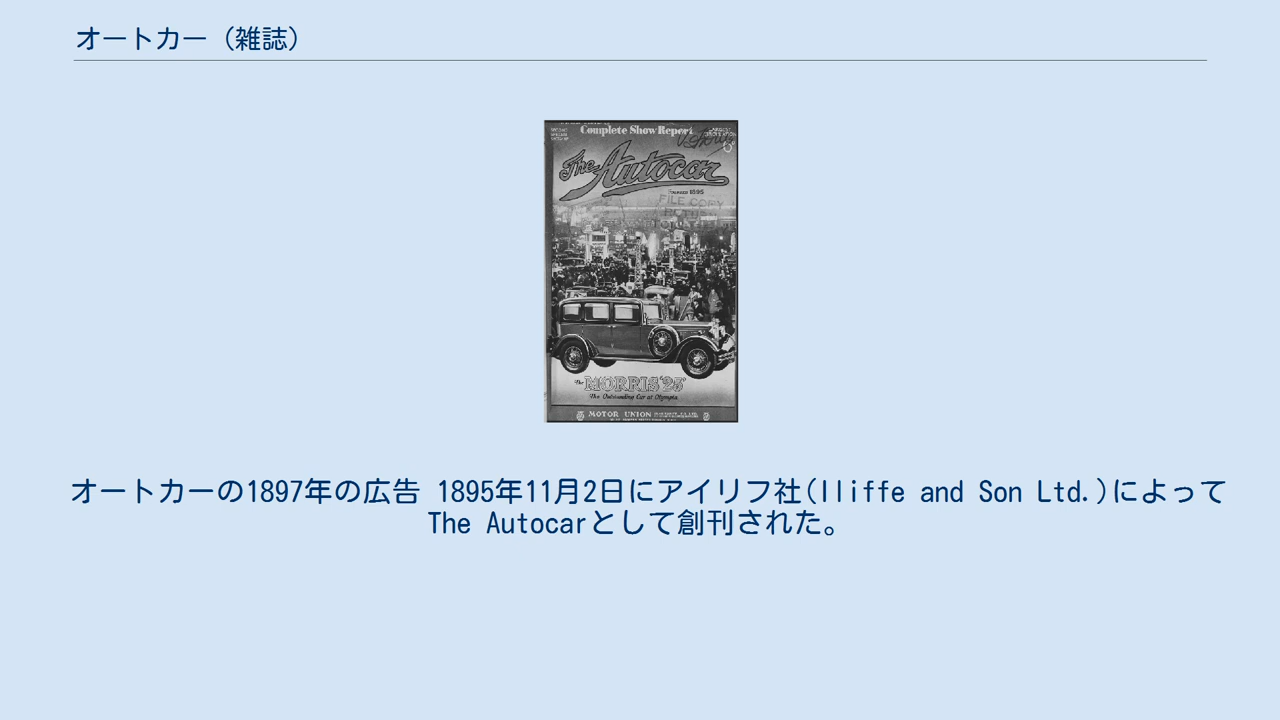 オートカー（雑誌）
Complete Show Report
The Autocar
FOUNDED 1895
FILE COPY
The MORRIS '25'
The Outstanding Car at Olympia.
MOTOR UNION
オートカーの1897年の広告 1895年11月2日にアイリフ社(Iliffe and Son Ltd.)によって
The Autocarとして創刊された。